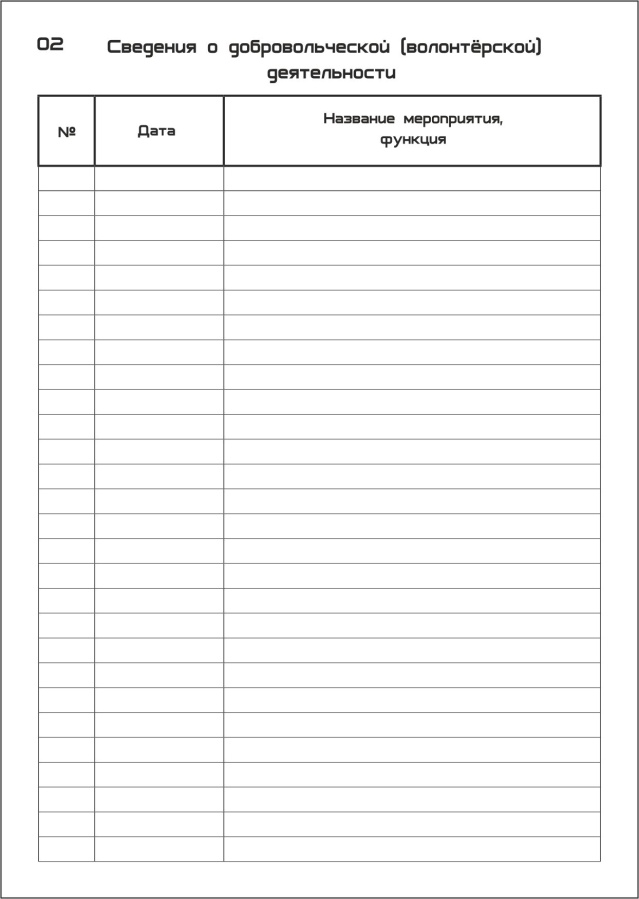 02
Сведения о добровольческой (волонтёрской)
деятельности
№
Дата
Название мероприятия,
функция